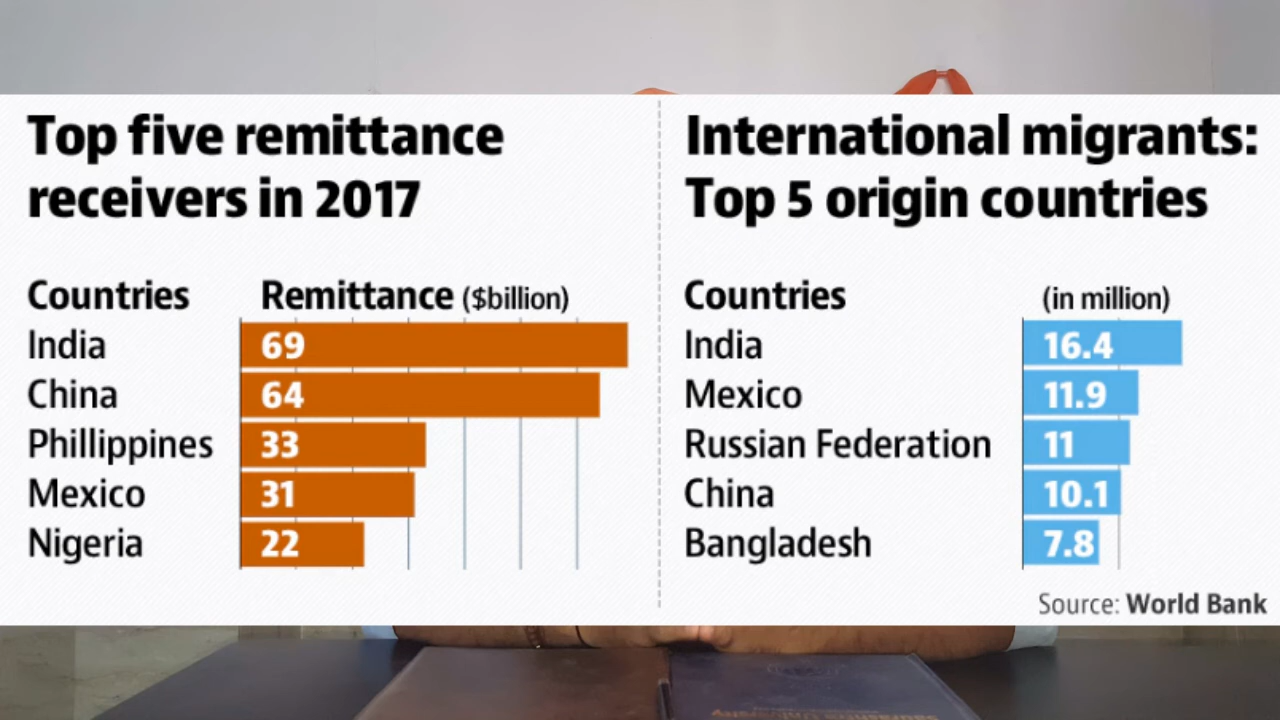 Top five remittance
receivers in 2017
Countries Remittance ($billion)
India 69
China 64
Phillippines 33
Mexico 31
Nigeria 22
International migrants:
Top 5 origin countries
Countries (in million)
India 16.4
Mexico 11.9
Russian Federation 11
China 10.1
Bangladesh 7.8
Source: World Bank